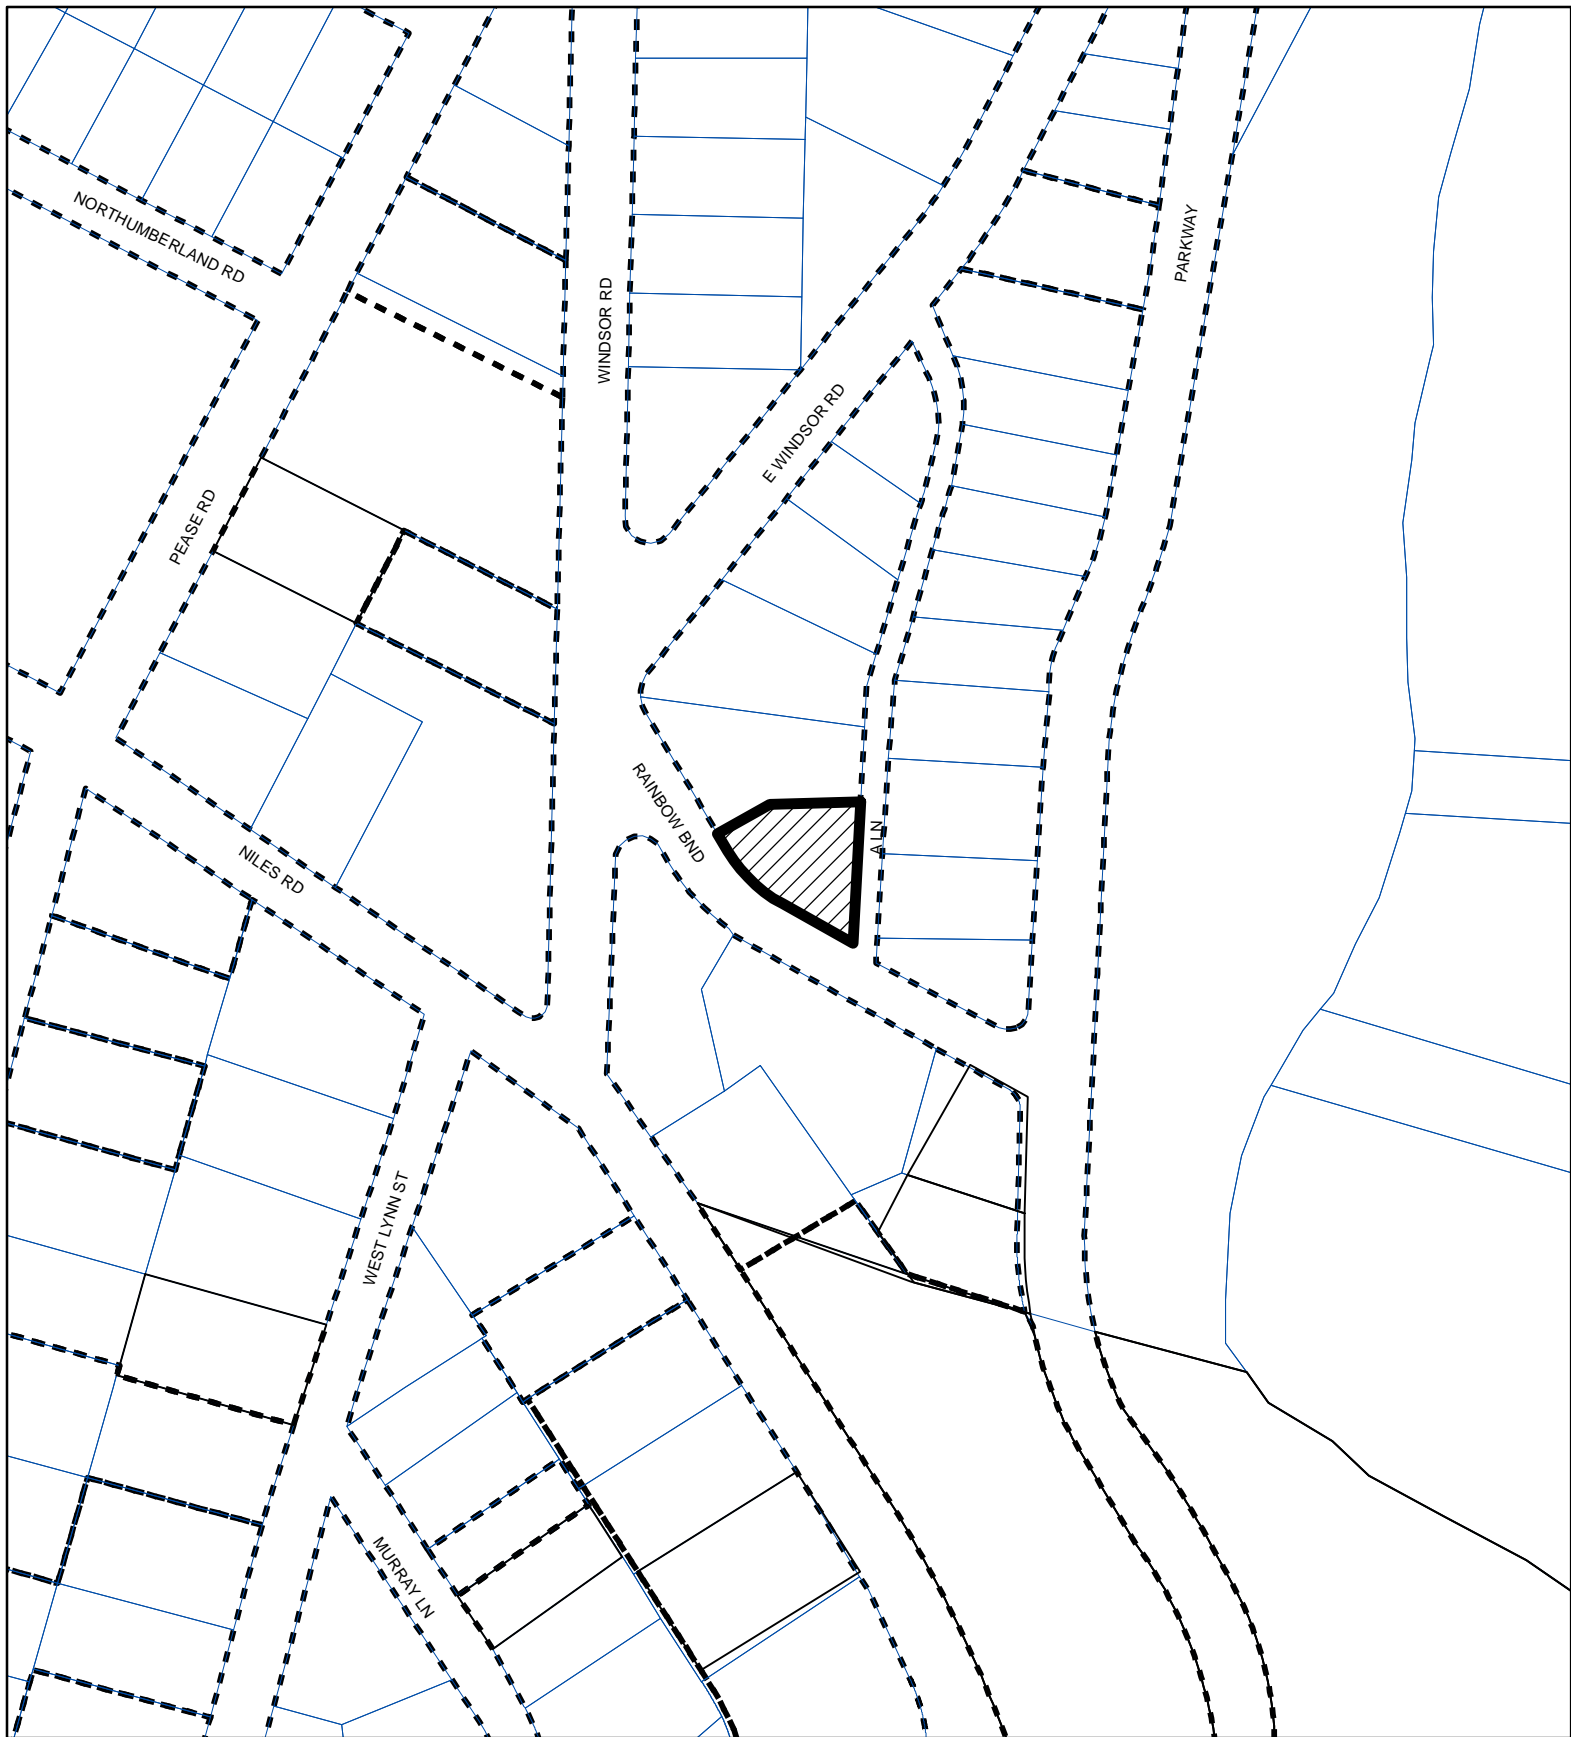 NORTHUMBERLAND RD
PARKWAY
WINDSOR RD
E WINDSOR RD
PEASE RD
RAINBOW BND
A LN
NILES RD
WEST LYNN ST
MURRAY LN